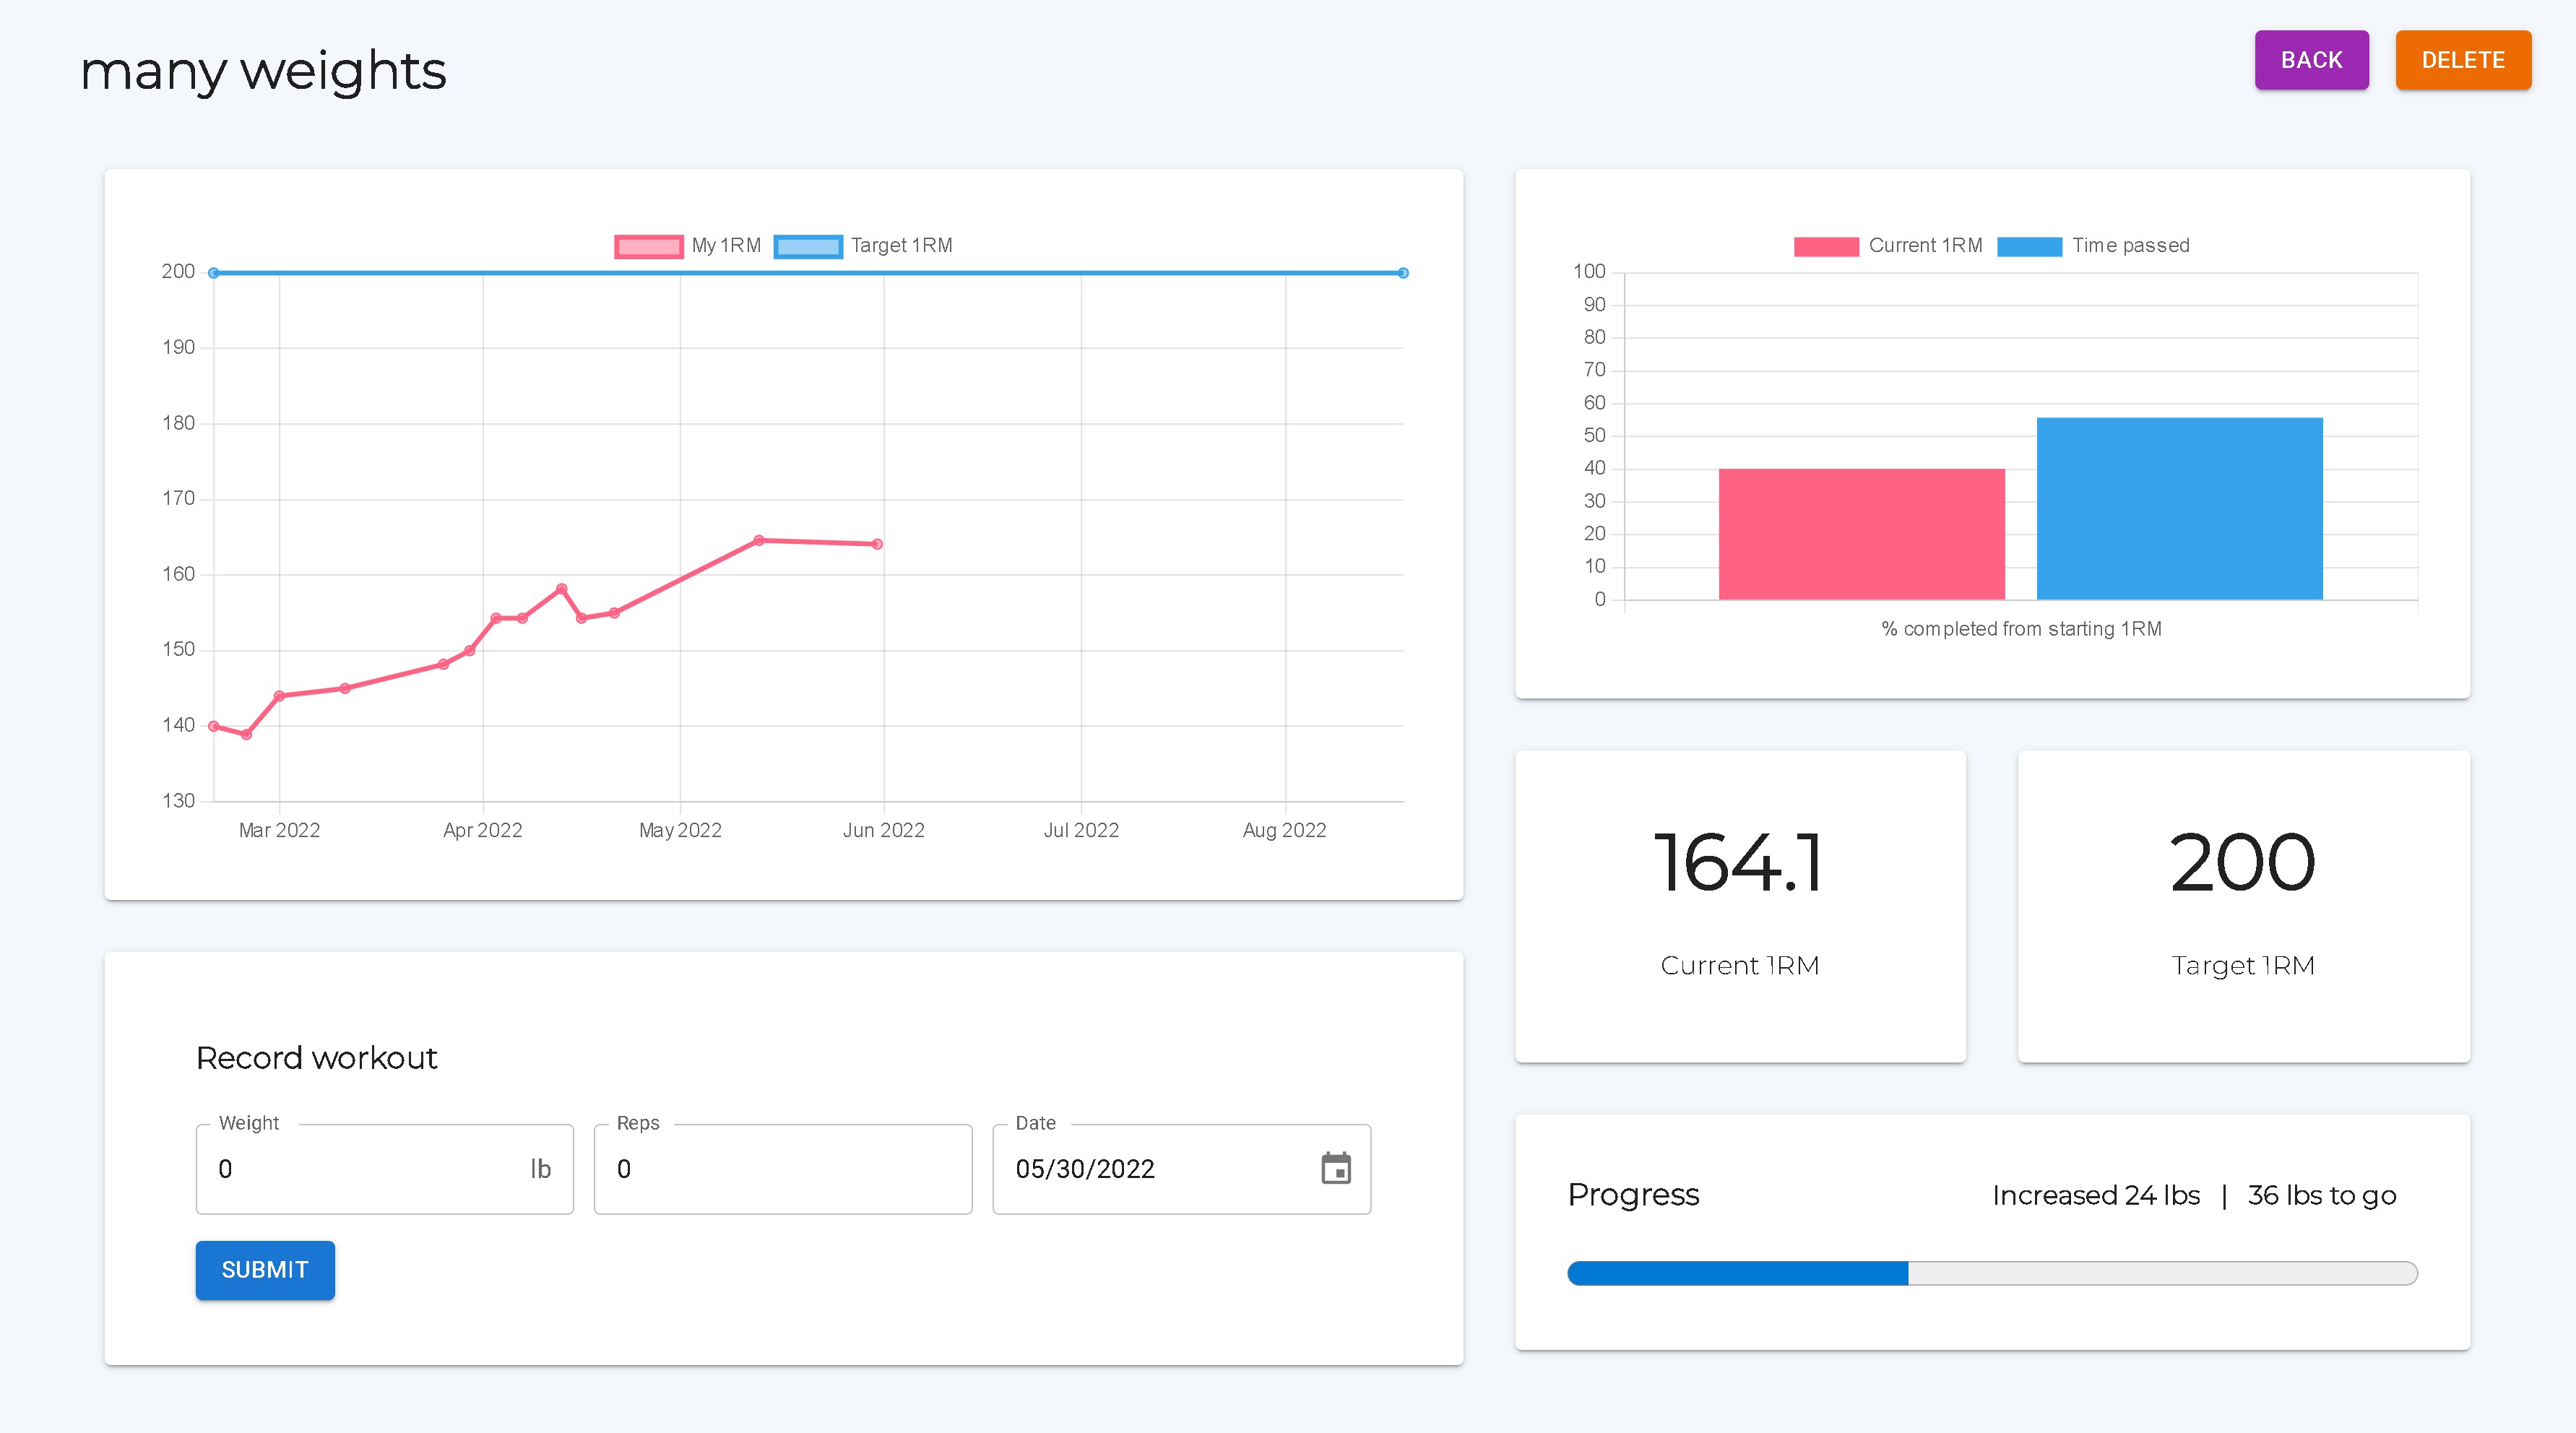 many weights
BACK
DELETE
My 1RM
Target 1RM
200
190
180
170
160
150
140
130
Mar 2022
Apr 2022
May 2022
Jun 2022
Jul 2022
Aug 2022
Current 1RM
Time passed
100
90
80
70
60
50
40
30
20
10
0
% completed from starting 1RM
164.1
Current 1RM
200
Target 1RM
Record workout
Weight
0 lb
Reps
0
Date
05/30/2022
SUBMIT
Progress
Increased 24 lbs | 36 lbs to go